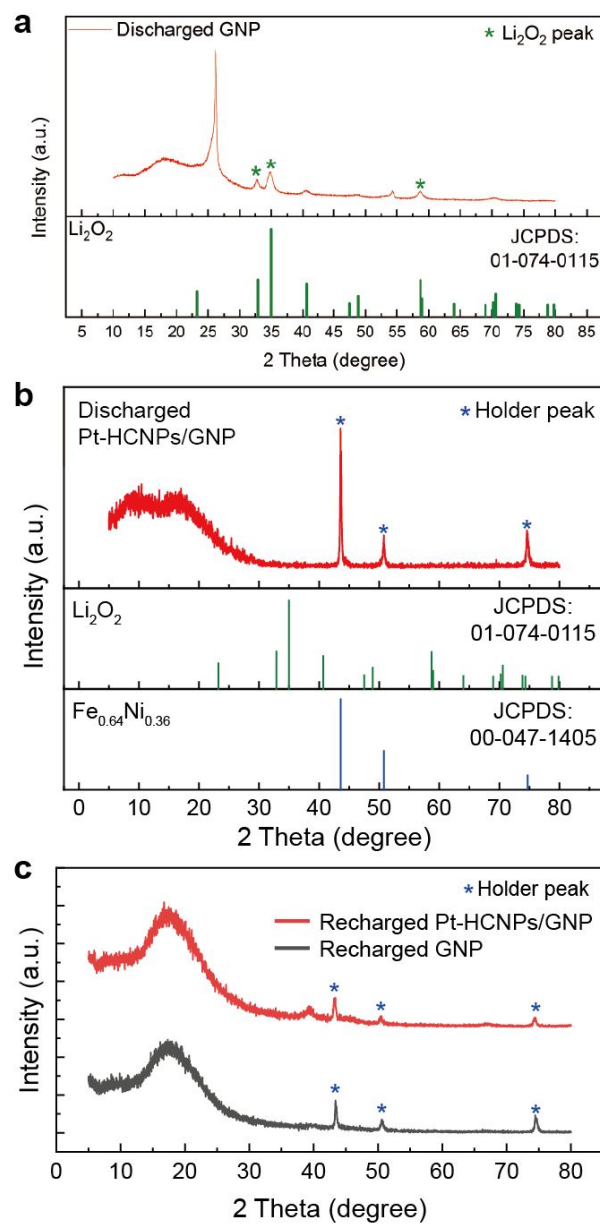 a
Discharged GNP
* Li₂O₂ peak
Intensity (a.u.)
Li₂O₂
JCPDS:
01-074-0115
5 10 15 20 25 30 35 40 45 50 55 60 65 70 75 80 85
2 Theta (degree)
b
Discharged
Pt-HCNPs/GNP
* Holder peak
Intensity (a.u.)
Li₂O₂
JCPDS:
01-074-0115
Fe₀.₆₄Ni₀.₃₆
JCPDS:
00-047-1405
0 10 20 30 40 50 60 70 80
2 Theta (degree)
c
* Holder peak
Recharged Pt-HCNPs/GNP
Recharged GNP
Intensity (a.u.)
0 10 20 30 40 50 60 70 80
2 Theta (degree)